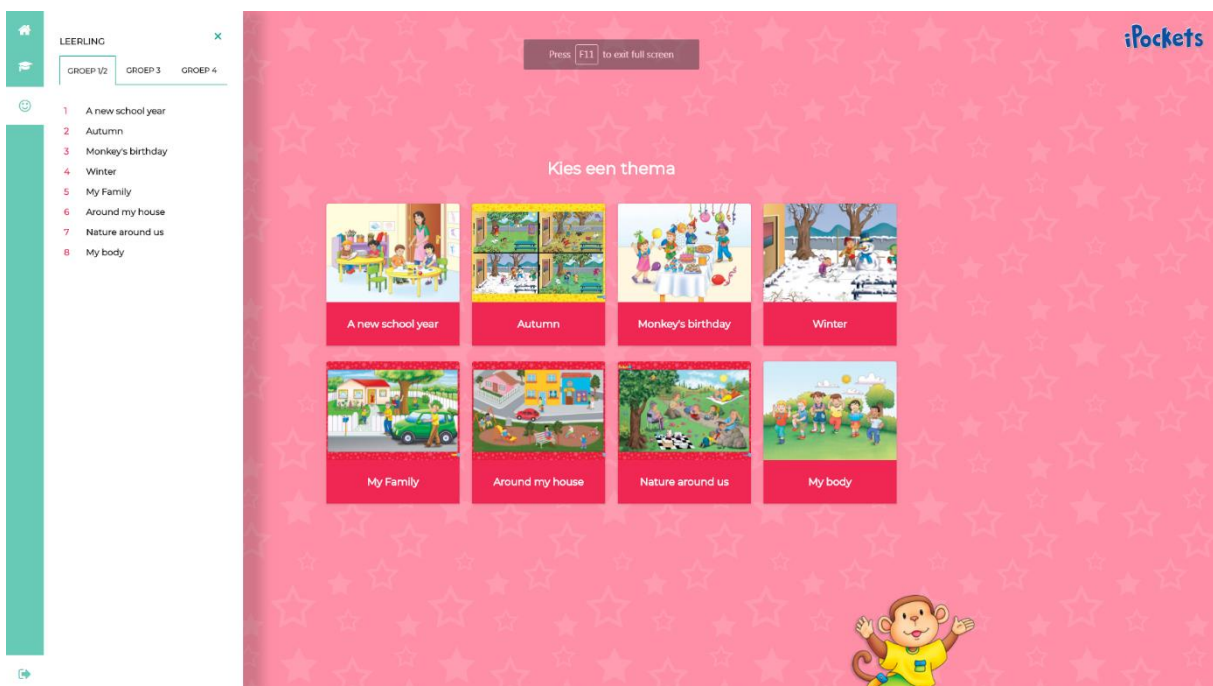 LEERLING ×
GROEP 1/2 GROEP 3 GROEP 4
1 A new school year
2 Autumn
3 Monkey's birthday
4 Winter
5 My Family
6 Around my house
7 Nature around us
8 My body
Press F11 to exit full screen
iPockets
Kies een thema
A new school year
Autumn
Monkey's birthday
Winter
My Family
Around my house
Nature around us
My body